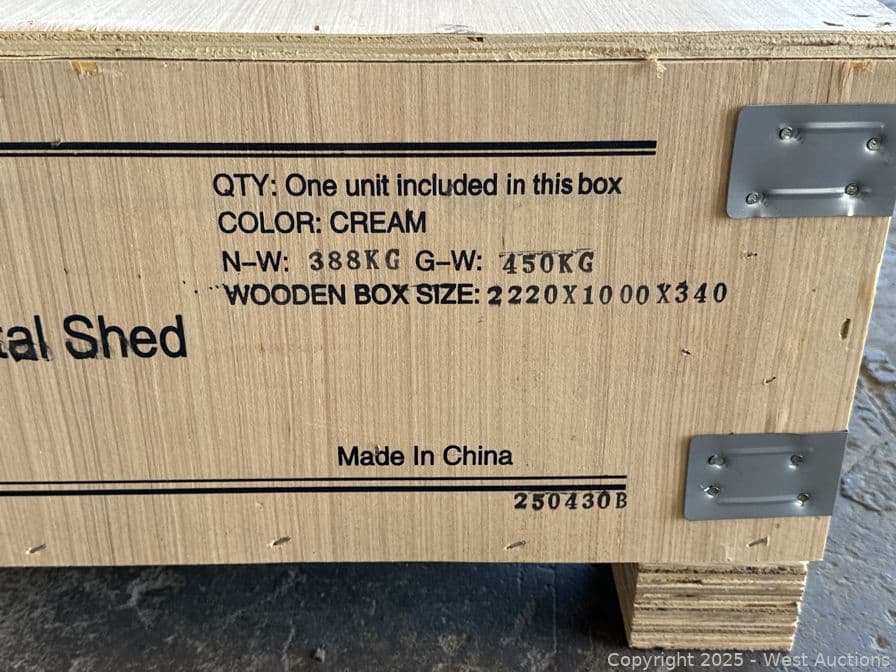 QTY: One unit included in this box
COLOR: CREAM
N-W: 388KG G-W: 450KG
WOODEN BOX SIZE: 2220X1000X340
Shed
Made In China
250430B
Copyright 2025 - West Auctions